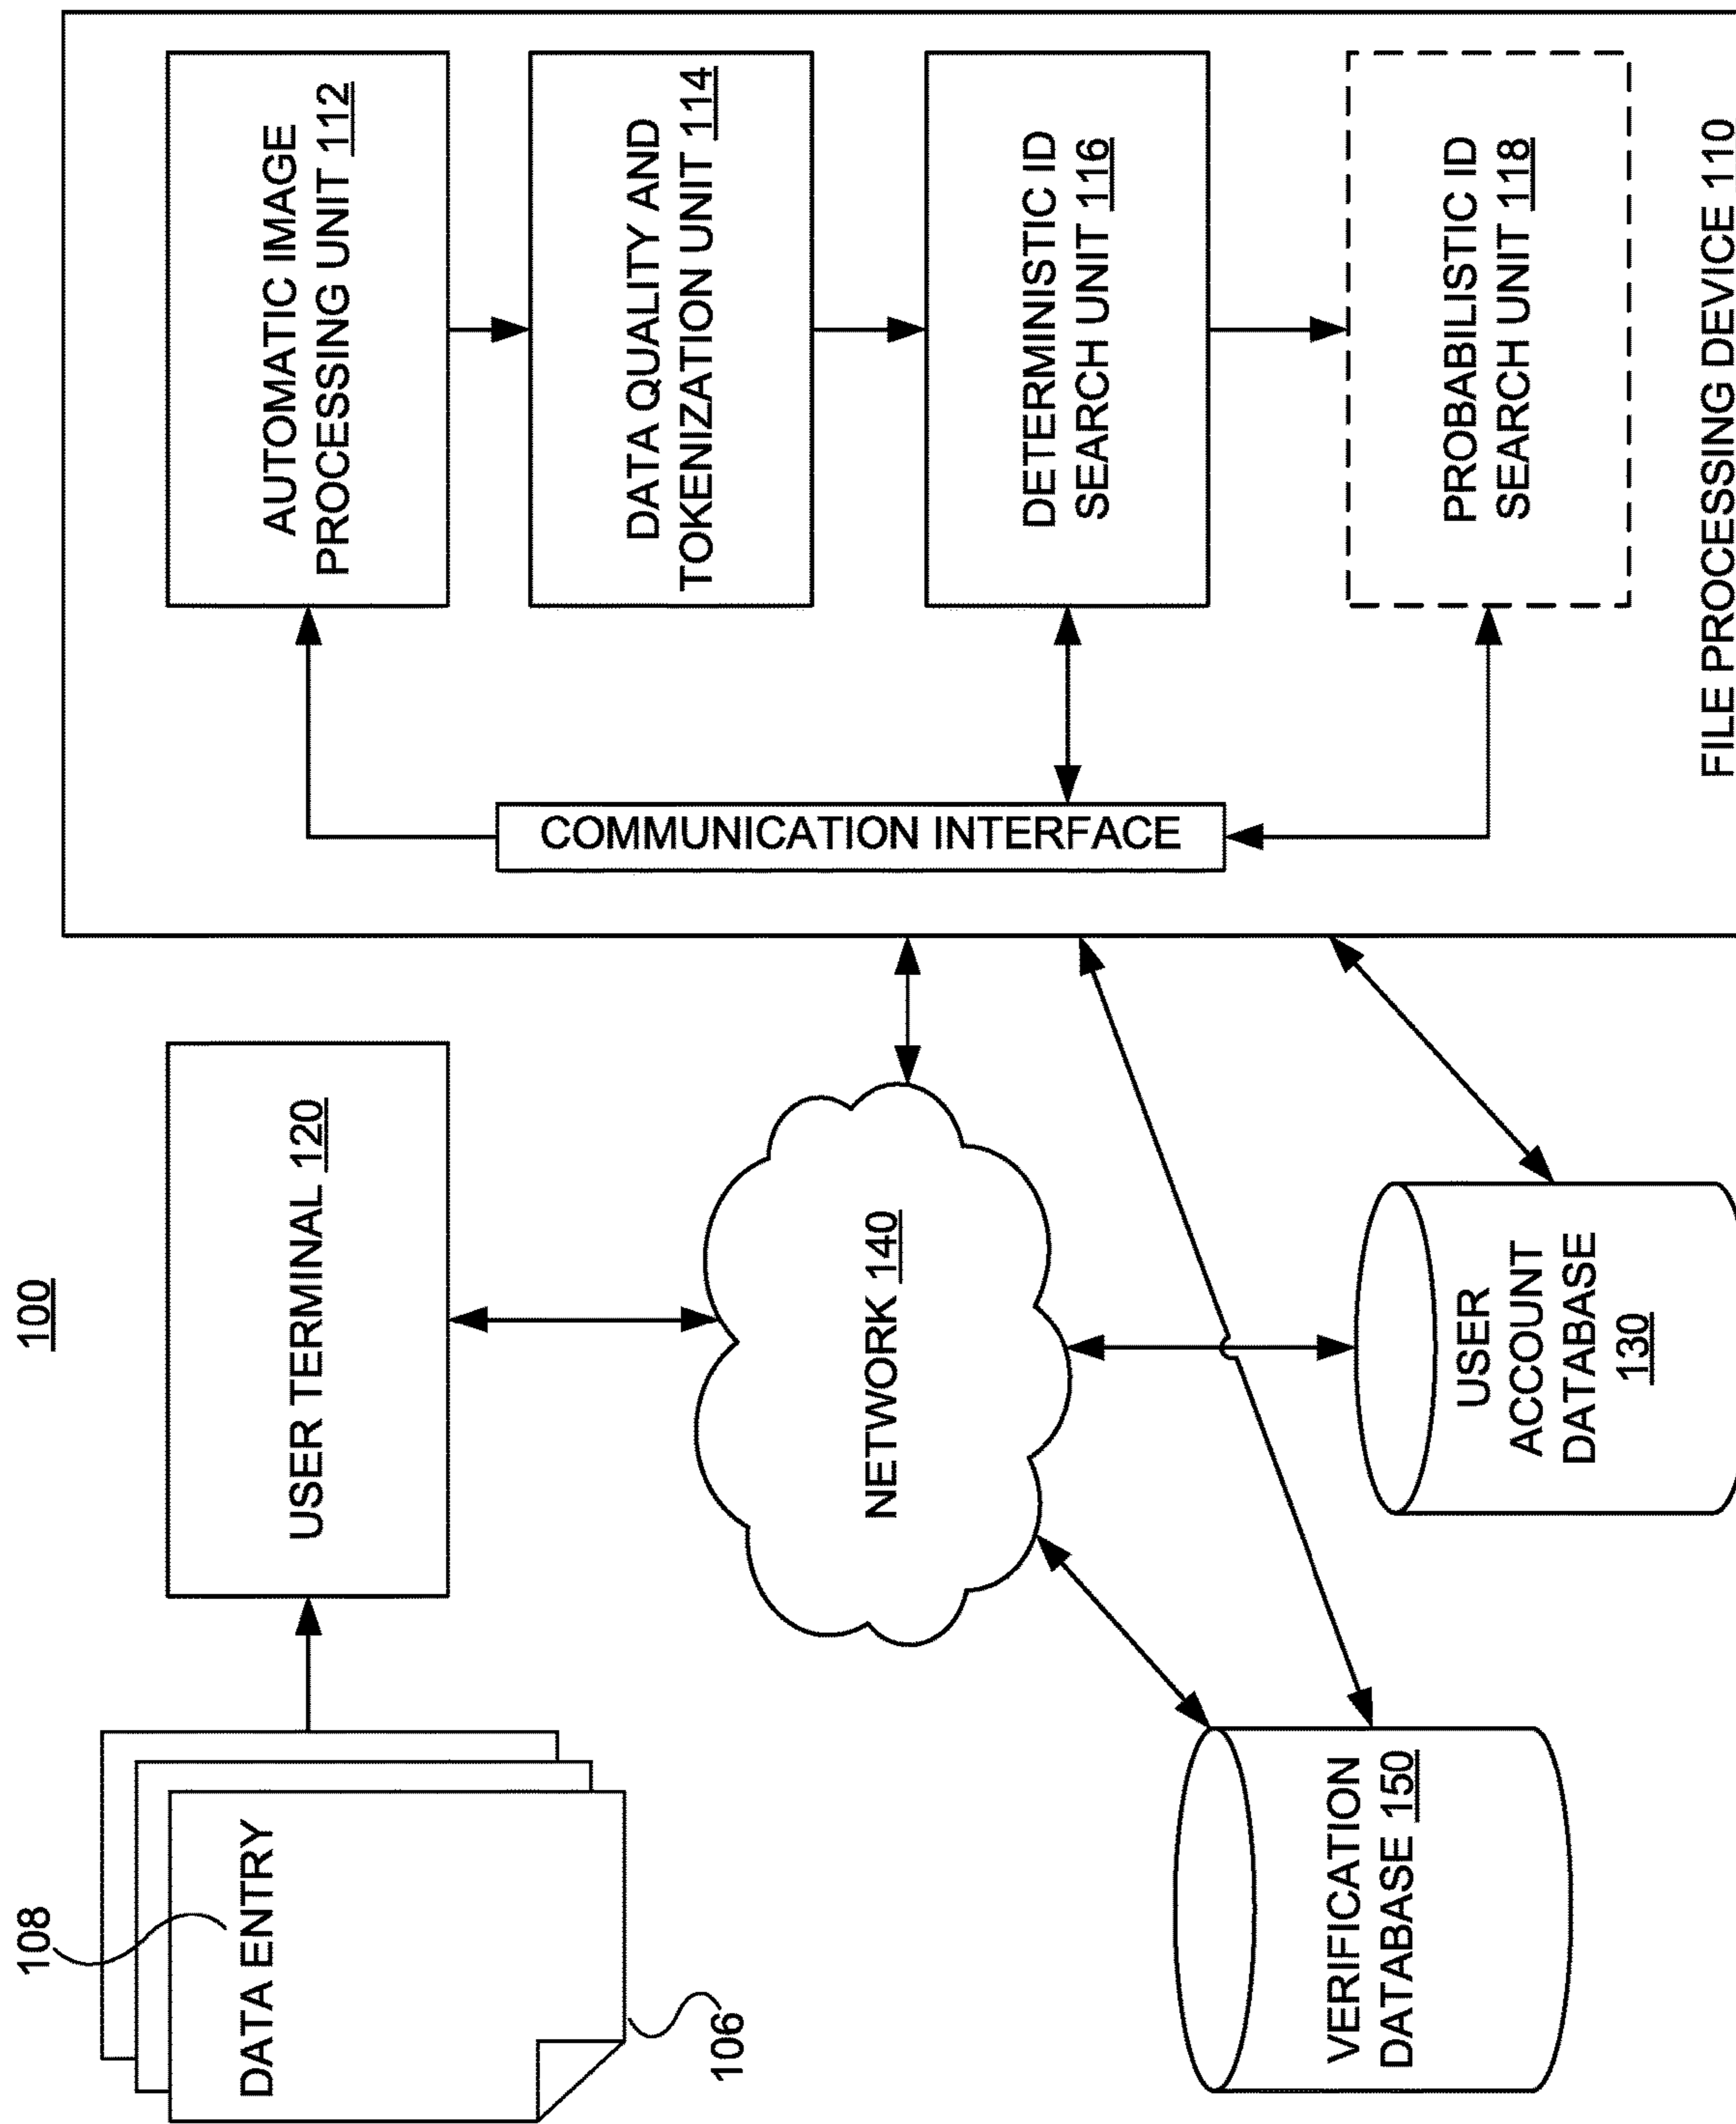 100
108
DATA ENTRY
106
USER TERMINAL 120
NETWORK 140
VERIFICATION
DATABASE 150
USER
ACCOUNT
DATABASE
130
COMMUNICATION INTERFACE
AUTOMATIC IMAGE
PROCESSING UNIT 112
DATA QUALITY AND
TOKENIZATION UNIT 114
DETERMINISTIC ID
SEARCH UNIT 116
PROBABILISTIC ID
SEARCH UNIT 118
FILE PROCESSING DEVICE 110